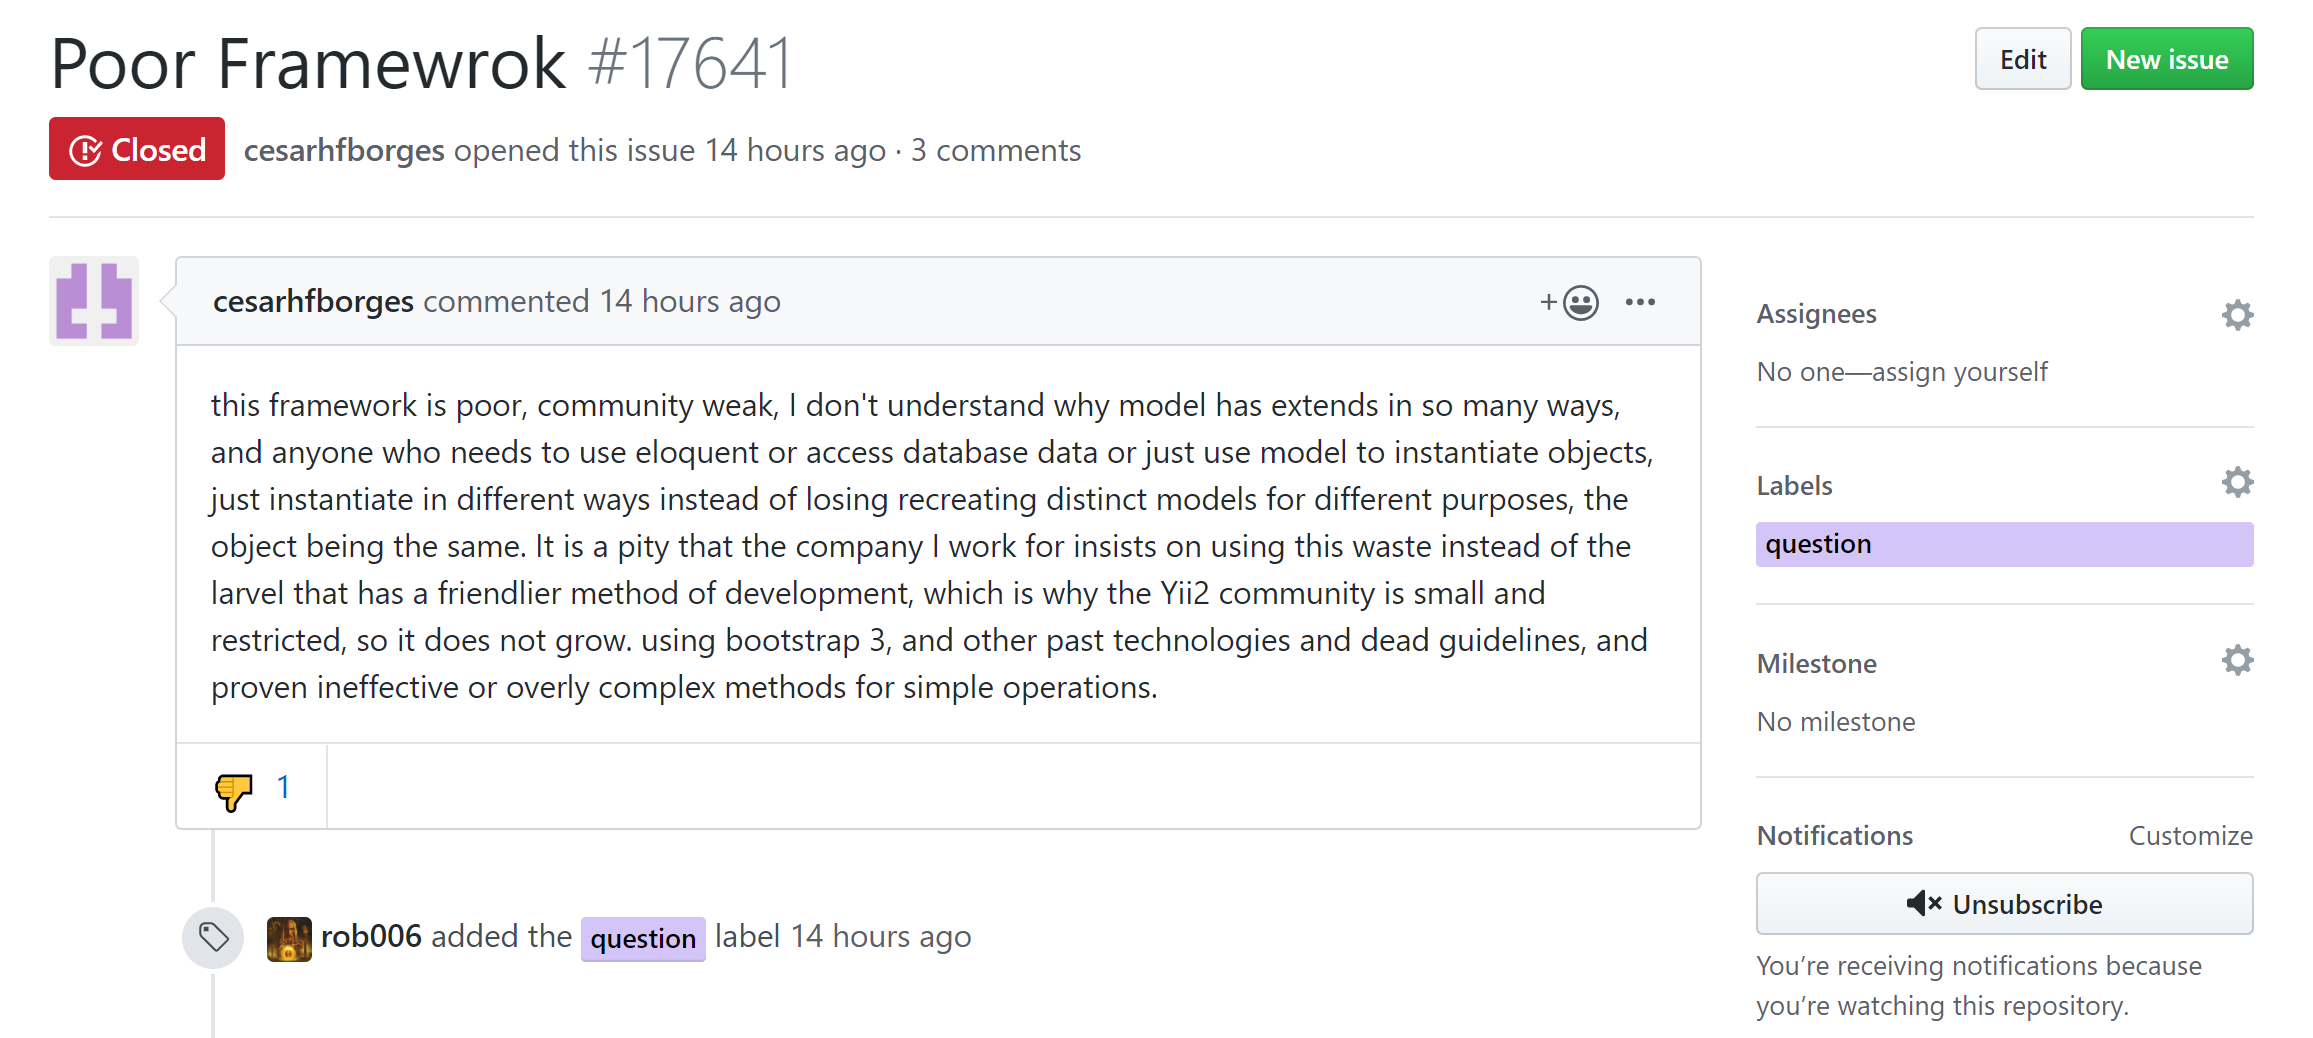 Poor Framewrok #17641
Edit
New issue
Closed
cesarhfborges opened this issue 14 hours ago · 3 comments
cesarhfborges commented 14 hours ago
this framework is poor, community weak, I don't understand why model has extends in so many ways,
and anyone who needs to use eloquent or access database data or just use model to instantiate objects,
just instantiate in different ways instead of losing recreating distinct models for different purposes, the
object being the same. It is a pity that the company I work for insists on using this waste instead of the
larvel that has a friendlier method of development, which is why the Yii2 community is small and
restricted, so it does not grow. using bootstrap 3, and other past technologies and dead guidelines, and
proven ineffective or overly complex methods for simple operations.
1
rob006 added the question label 14 hours ago
Assignees
No one—assign yourself
Labels
question
Milestone
No milestone
Notifications
Customize
Unsubscribe
You’re receiving notifications because
you’re watching this repository.